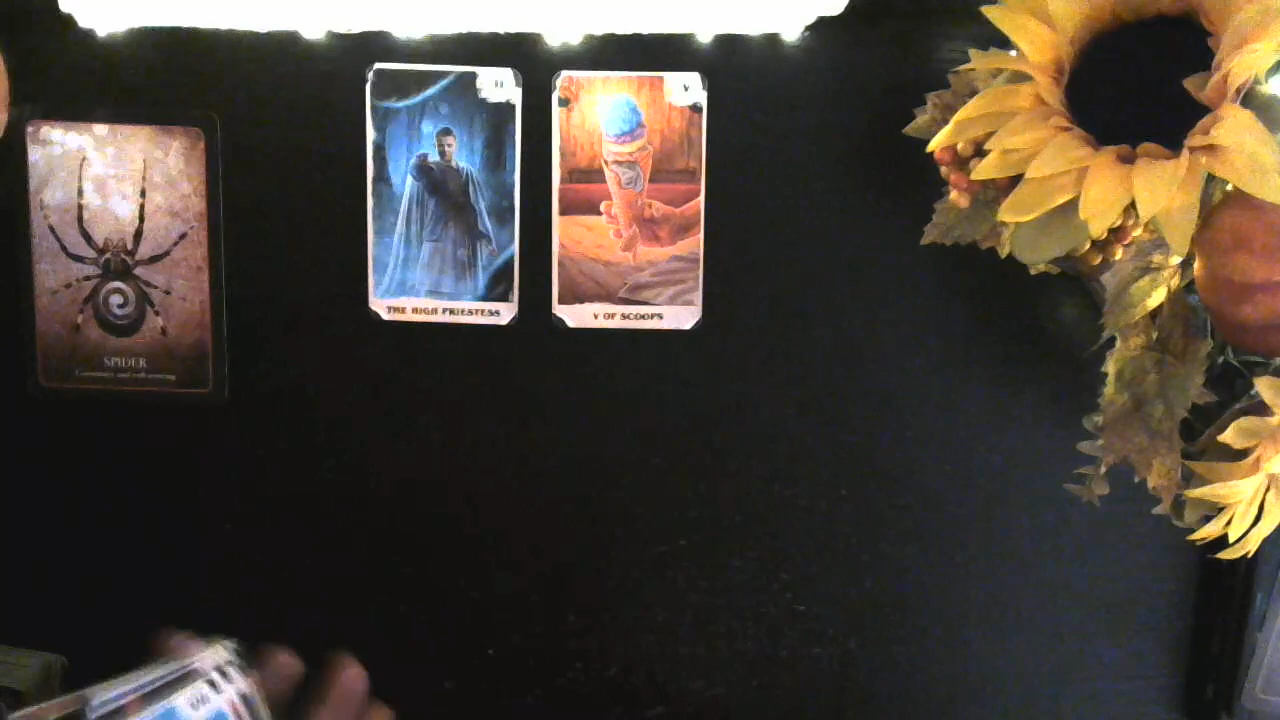 II
THE HIGH PRIESTESS
V
V OF SCOOPS
SPIDER